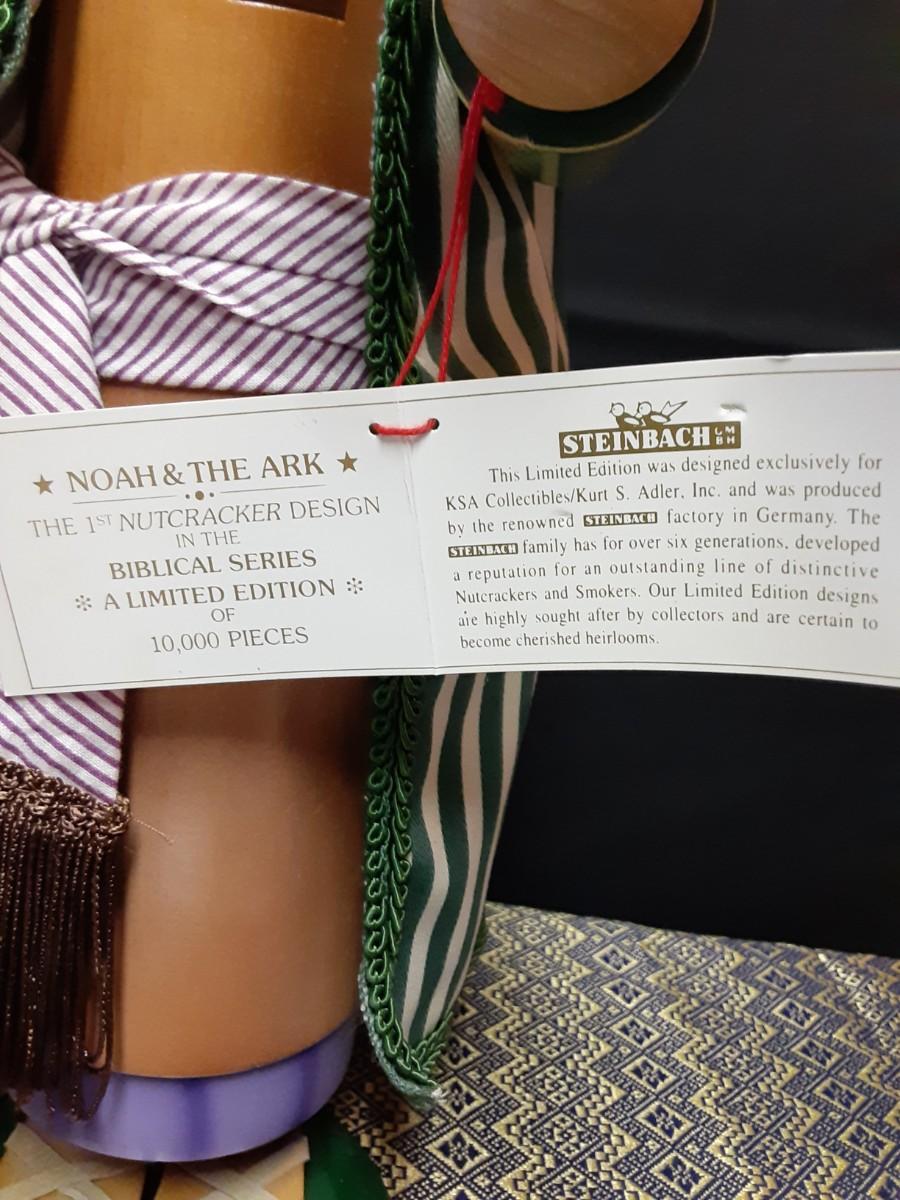 ★ NOAH & THE ARK ★
THE 1ST NUTCRACKER DESIGN
IN THE
BIBLICAL SERIES
❇ A LIMITED EDITION ❇
OF
10,000 PIECES
STEINBACH GMBH
This Limited Edition was designed exclusively for
KSA Collectibles/Kurt S. Adler, Inc. and was produced
by the renowned STEINBACH factory in Germany. The
STEINBACH family has for over six generations, developed
a reputation for an outstanding line of distinctive
Nutcrackers and Smokers. Our Limited Edition designs
are highly sought after by collectors and are certain to
become cherished heirlooms.